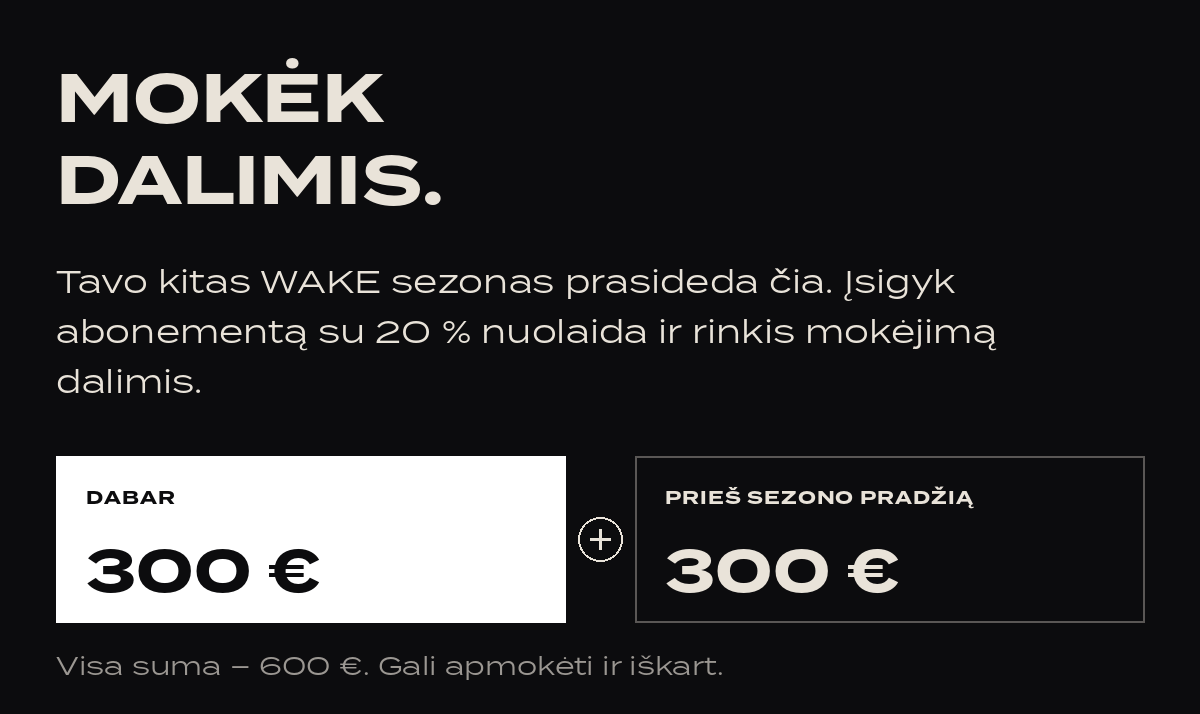 MOKĖK
DALIMIS.
Tavo kitas WAKE sezonas prasideda čia. Įsigyk
abonementą su 20 % nuolaida ir rinkis mokėjimą
dalimis.
DABAR
300 €
+
PRIEŠ SEZONO PRADŽIĄ
300 €
Visa suma – 600 €. Gali apmokėti ir iškart.